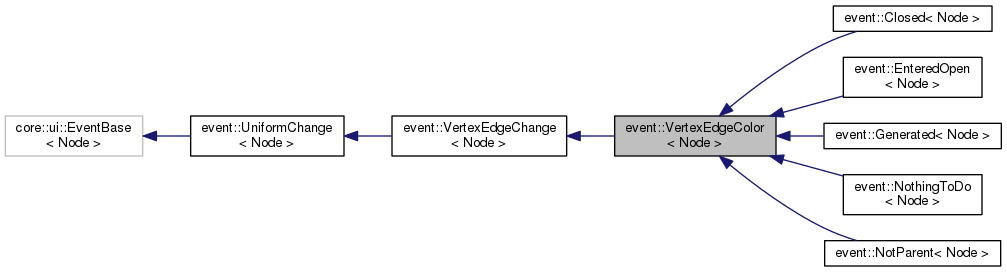 core::ui::EventBase
< Node >
event::UniformChange
< Node >
event::VertexEdgeChange
< Node >
event::VertexEdgeColor
< Node >
event::Closed< Node >
event::EnteredOpen
< Node >
event::Generated< Node >
event::NothingToDo
< Node >
event::NotParent< Node >